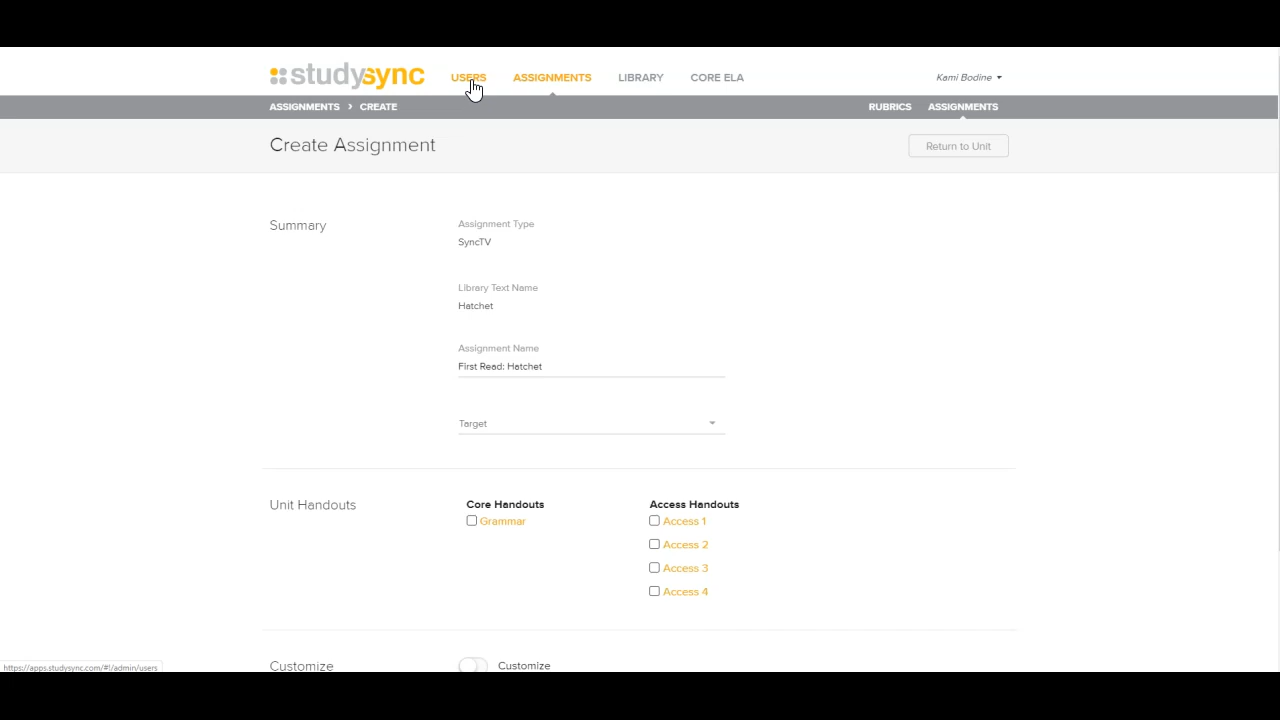 studysync
USERS
ASSIGNMENTS
LIBRARY
CORE ELA
Kami Bodine
ASSIGNMENTS > CREATE
RUBRICS
ASSIGNMENTS
Create Assignment
Return to Unit
Summary
Assignment Type
SyncTV
Library Text Name
Hatchet
Assignment Name
First Read: Hatchet
Target
Unit Handouts
Core Handouts
Grammar
Access Handouts
Access 1
Access 2
Access 3
Access 4
Customize
Customize
https://apps.studysync.com/#!/admin/users